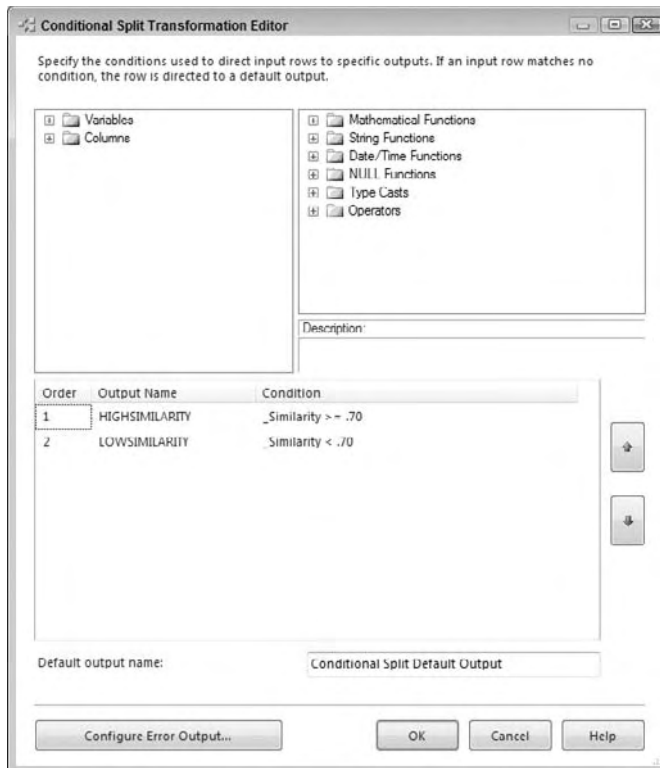 Conditional Split Transformation Editor
Specify the conditions used to direct input rows to specific outputs. If an input row matches no
condition, the row is directed to a default output.
Variables
Columns
Mathematical Functions
String Functions
Date/Time Functions
NULL Functions
Type Casts
Operators
Description:
Order Output Name Condition
1 HIGHSIMILARITY _Similarity >= .70
2 LOWSIMILARITY _Similarity < .70
Default output name: Conditional Split Default Output
Configure Error Output... OK Cancel Help